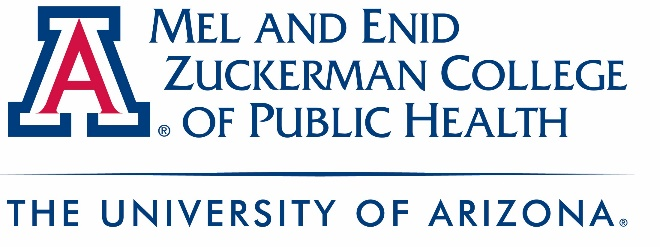 A MEL AND ENID
ZUCKERMAN COLLEGE
® OF PUBLIC HEALTH
THE UNIVERSITY OF ARIZONA®